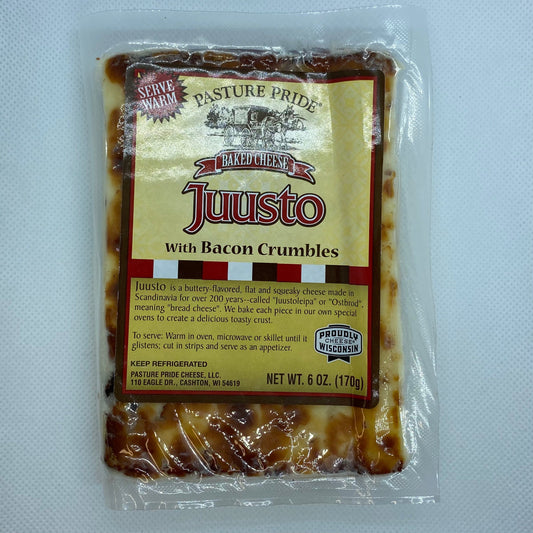 SERVE
WARM
PASTURE PRIDE®
BAKED CHEESE
Juusto
With Bacon Crumbles
Juusto is a buttery-flavored, flat and squeaky cheese made in
Scandinavia for over 200 years--called "Juustoleipa" or "Ostbrod",
meaning "bread cheese". We bake each piece in our own special
ovens to create a delicious toasty crust.
To serve: Warm in oven, microwave or skillet until it
glistens; cut in strips and serve as an appetizer.
PROUDLY
WISCONSIN
CHEESE
KEEP REFRIGERATED
PASTURE PRIDE CHEESE, LLC.
110 EAGLE DR., CASHTON, WI 54619
NET WT. 6 OZ. (170g)